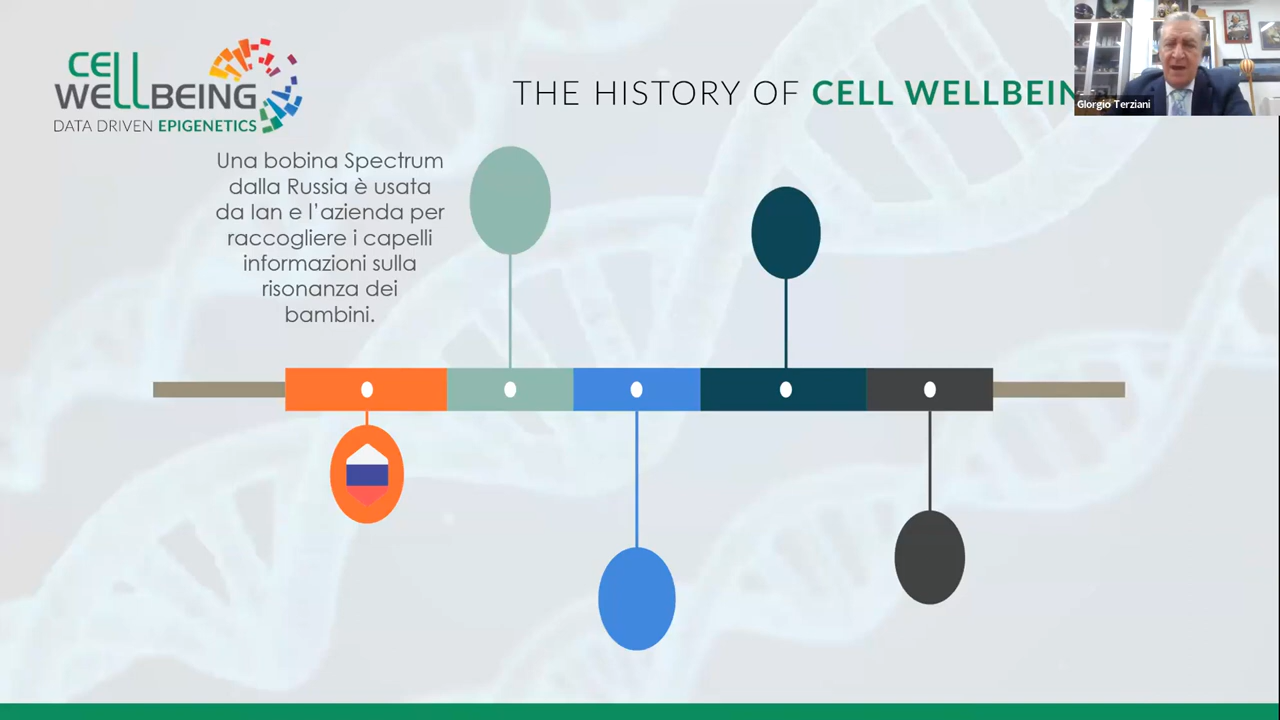 CELL
WELLBEING
DATA DRIVEN EPIGENETICS
THE HISTORY OF CELL WELLBEIN
Giorgio Terziani
Una bobina Spectrum
dalla Russia è usata
da Ian e l’azienda per
raccogliere i capelli
informazioni sulla
risonanza dei
bambini.